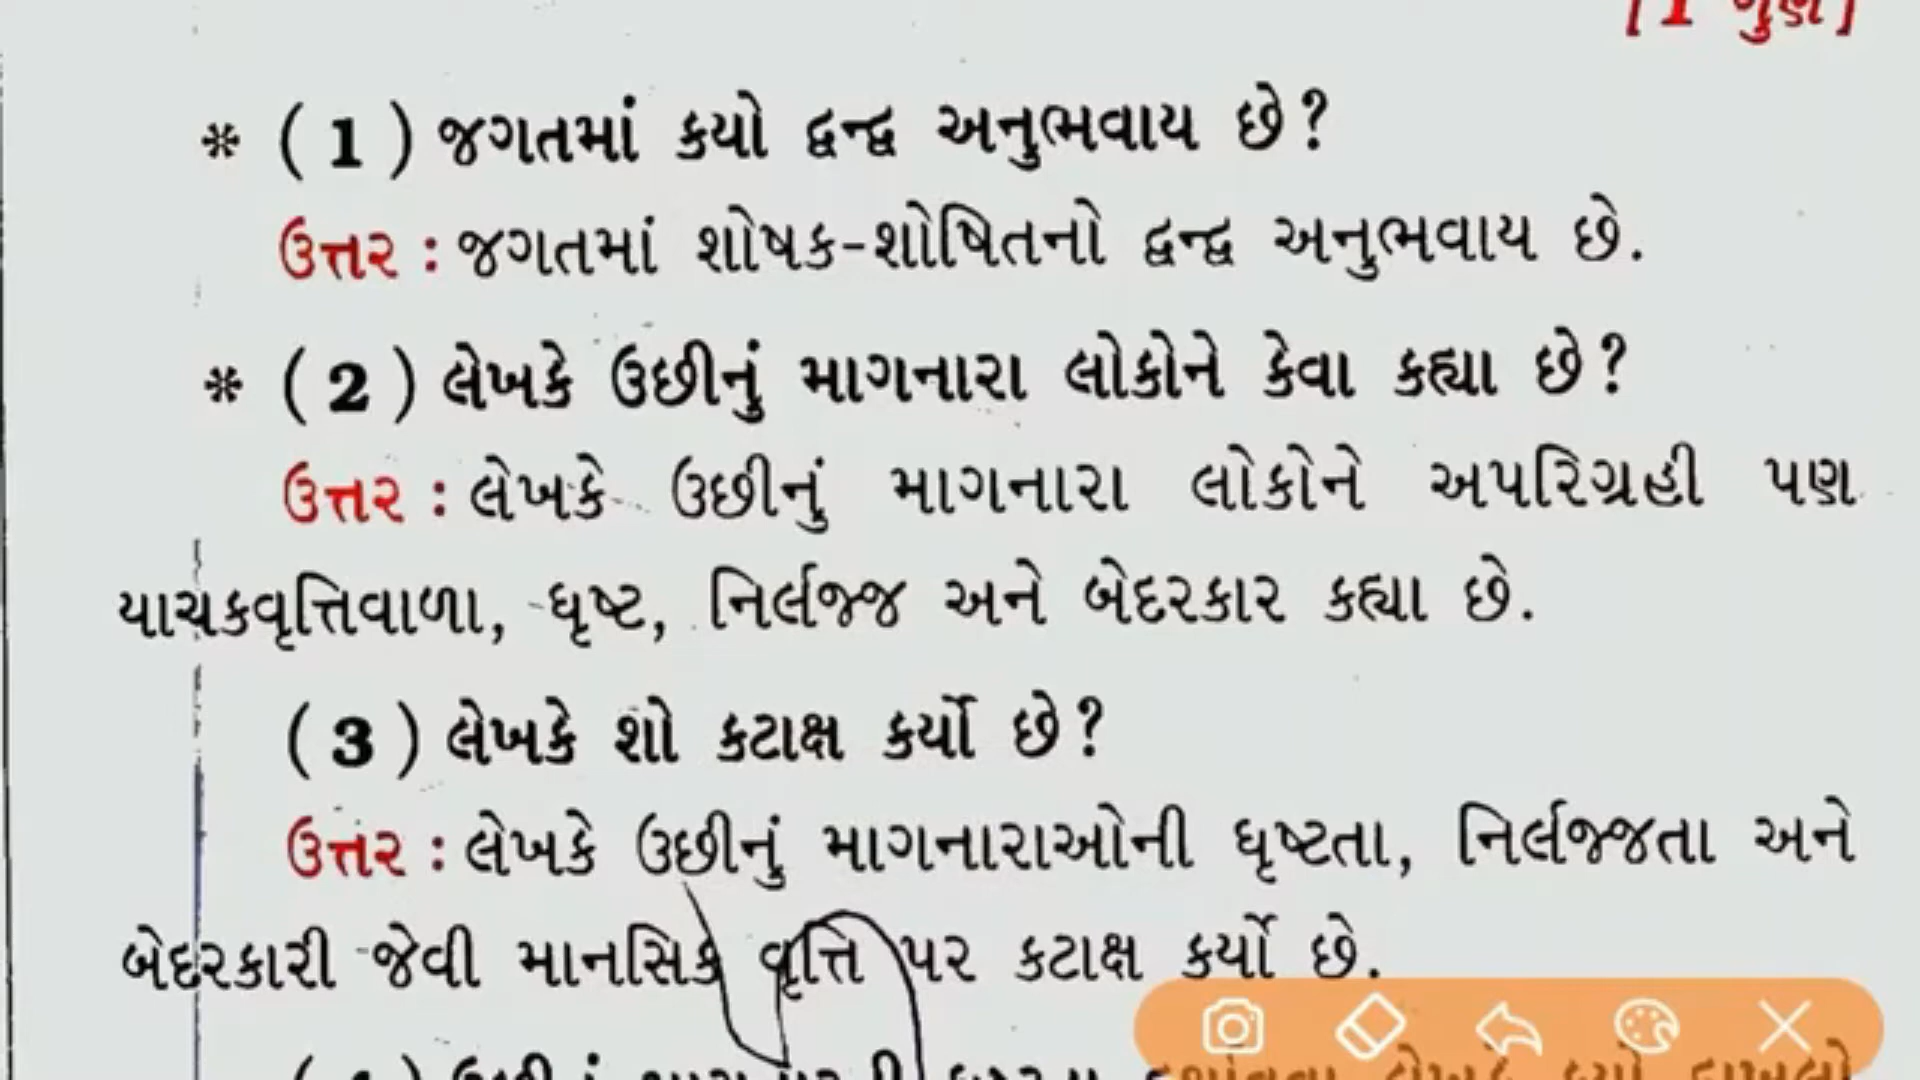 [1 ગુણ]
* (1) જગતમાં કયો દ્વન્દ્વ અનુભવાય છે?
ઉત્તર : જગતમાં શોષક-શોષિતનો દ્વન્દ્વ અનુભવાય છે.
* (2) લેખકે ઉછીનું માગનારા લોકોને કેવા કહ્યા છે?
ઉત્તર : લેખકે ઉછીનું માગનારા લોકોને અપરિગ્રહી પણ
યાચકવૃત્તિવાળા, ધૃષ્ટ, નિર્લજ્જ અને બેદરકાર કહ્યા છે.
(3) લેખકે શો કટાક્ષ કર્યો છે?
ઉત્તર : લેખકે ઉછીનું માગનારાઓની ધૃષ્ટતા, નિર્લજ્જતા અને
બેદરકારી જેવી માનસિક વૃત્તિ પર કટાક્ષ કર્યો છે.